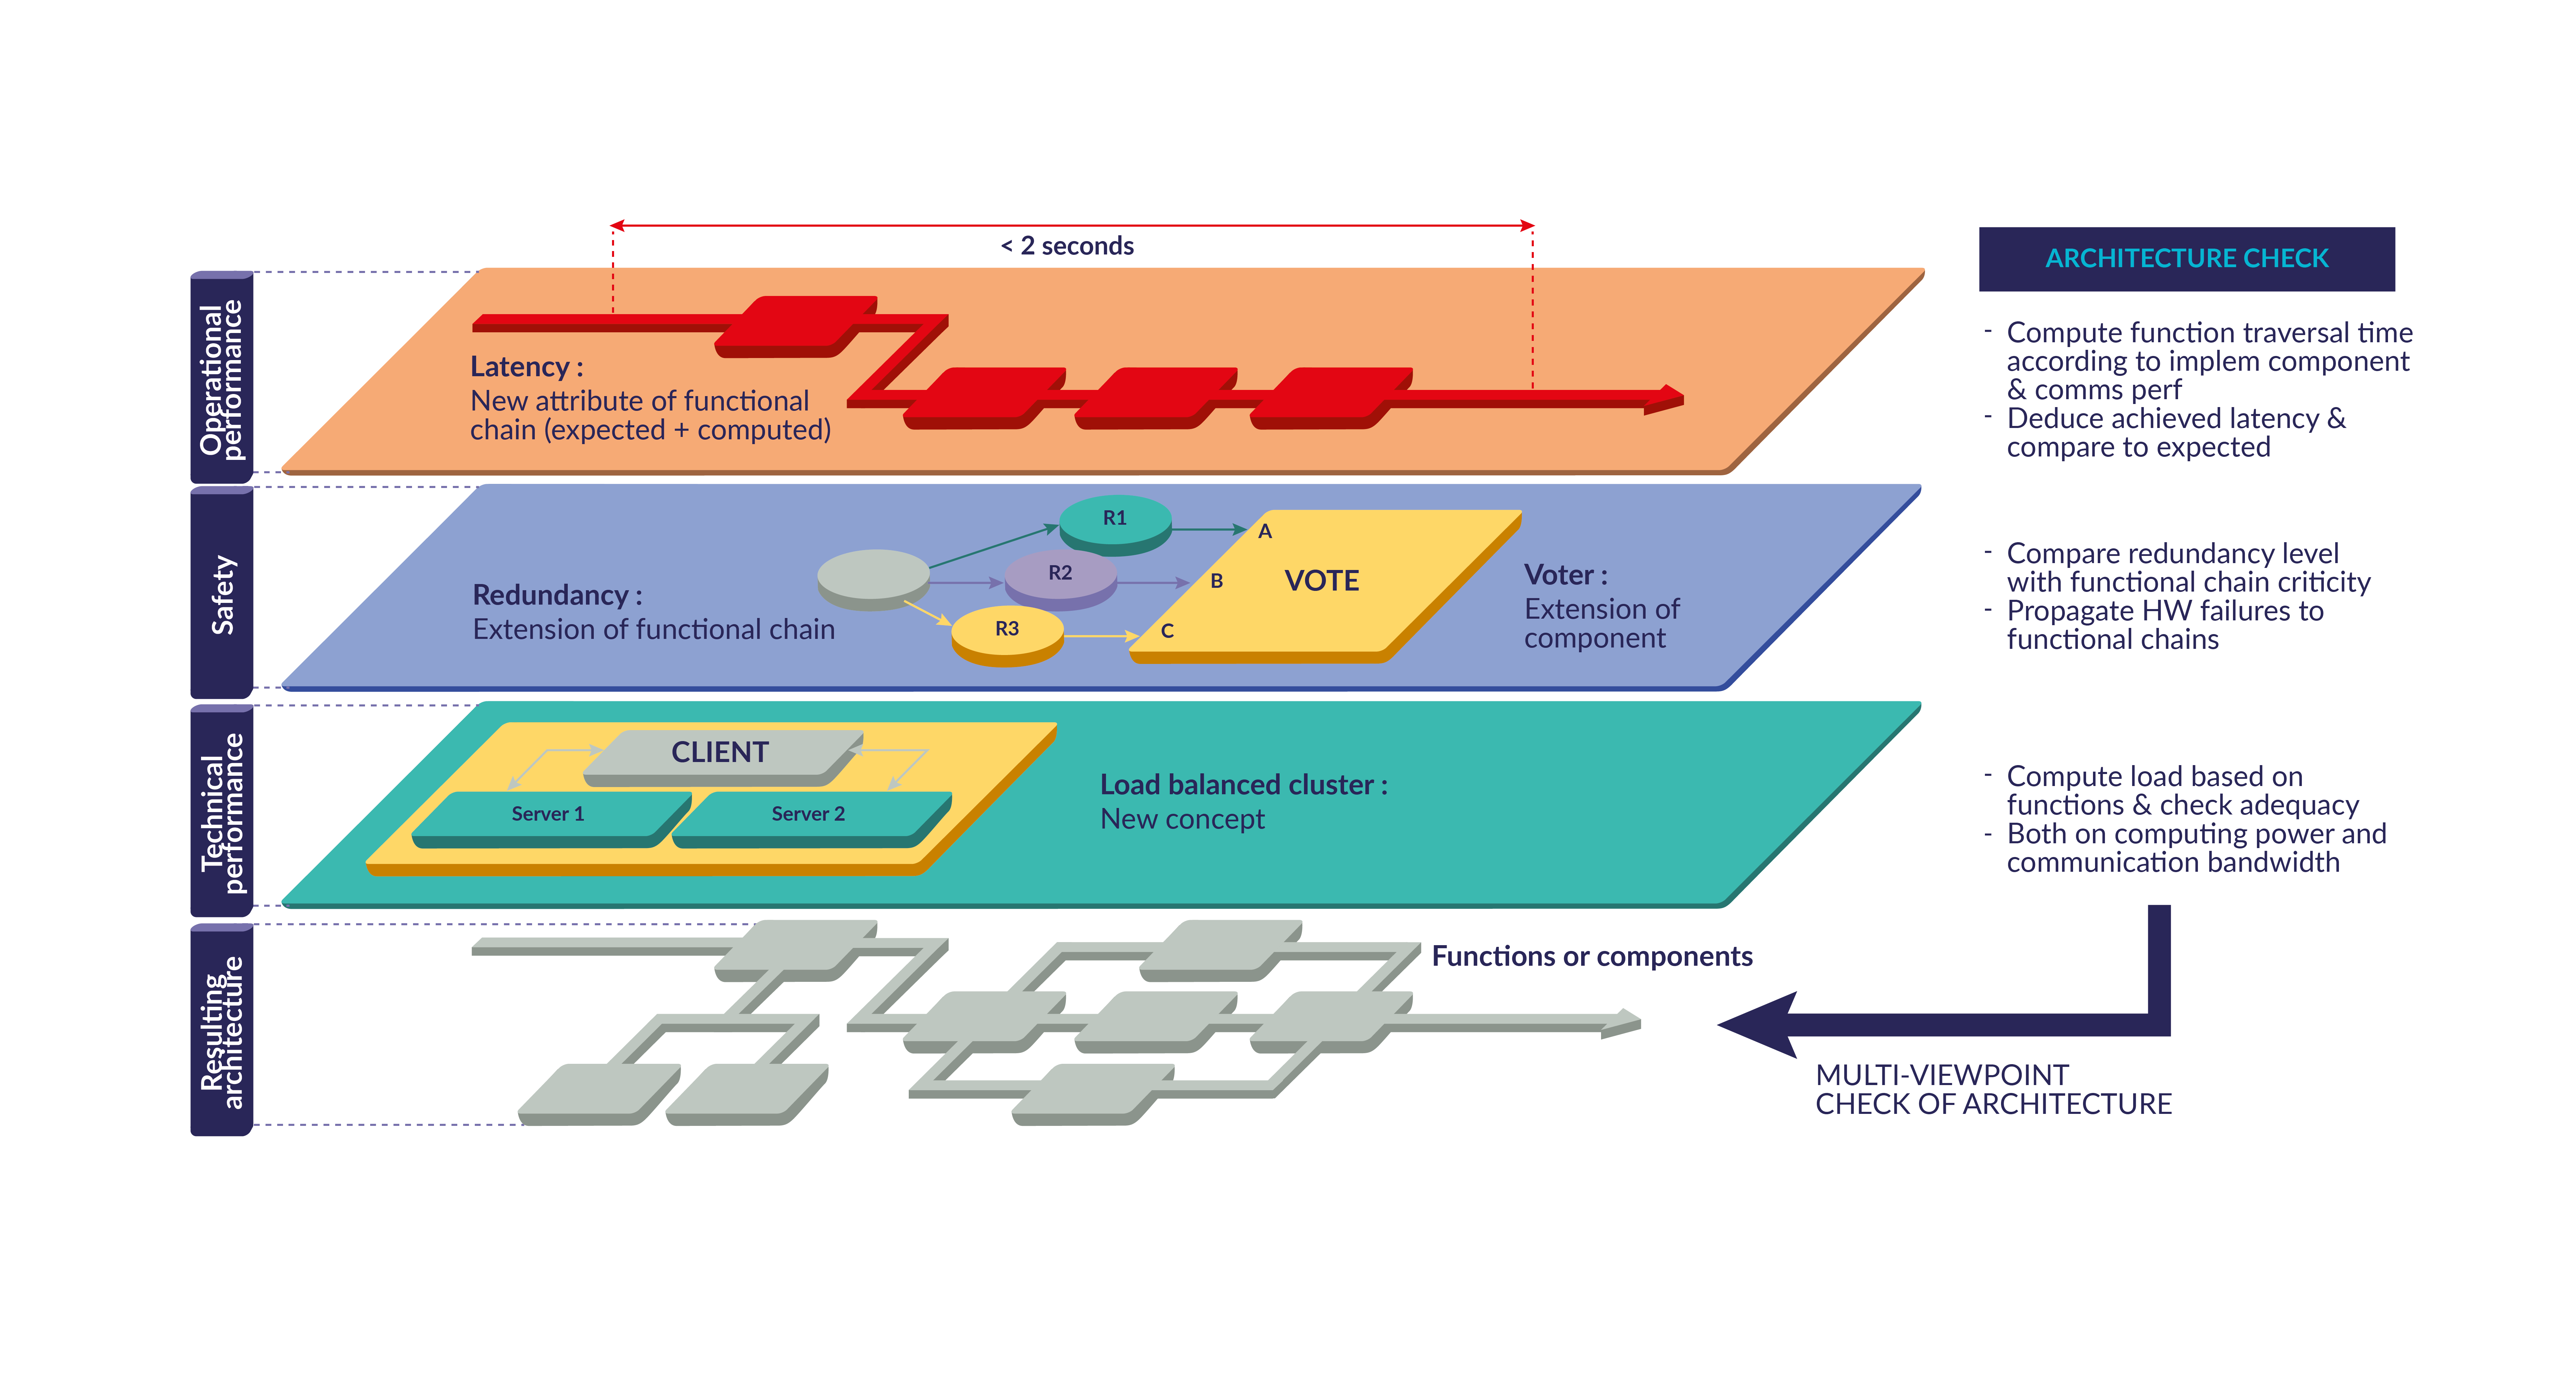 < 2 seconds
ARCHITECTURE CHECK
Operational
performance
Latency :
New attribute of functional
chain (expected + computed)
- Compute function traversal time
according to implem component
& comms perf
- Deduce achieved latency &
compare to expected
Safety
Redundancy :
Extension of functional chain
R1
R2
R3
A
B
C
VOTE
Voter :
Extension of
component
- Compare redundancy level
with functional chain criticity
- Propagate HW failures to
functional chains
Technical
performance
CLIENT
Server 1
Server 2
Load balanced cluster :
New concept
- Compute load based on
functions & check adequacy
- Both on computing power and
communication bandwidth
Resulting
architecture
Functions or components
MULTI-VIEWPOINT
CHECK OF ARCHITECTURE